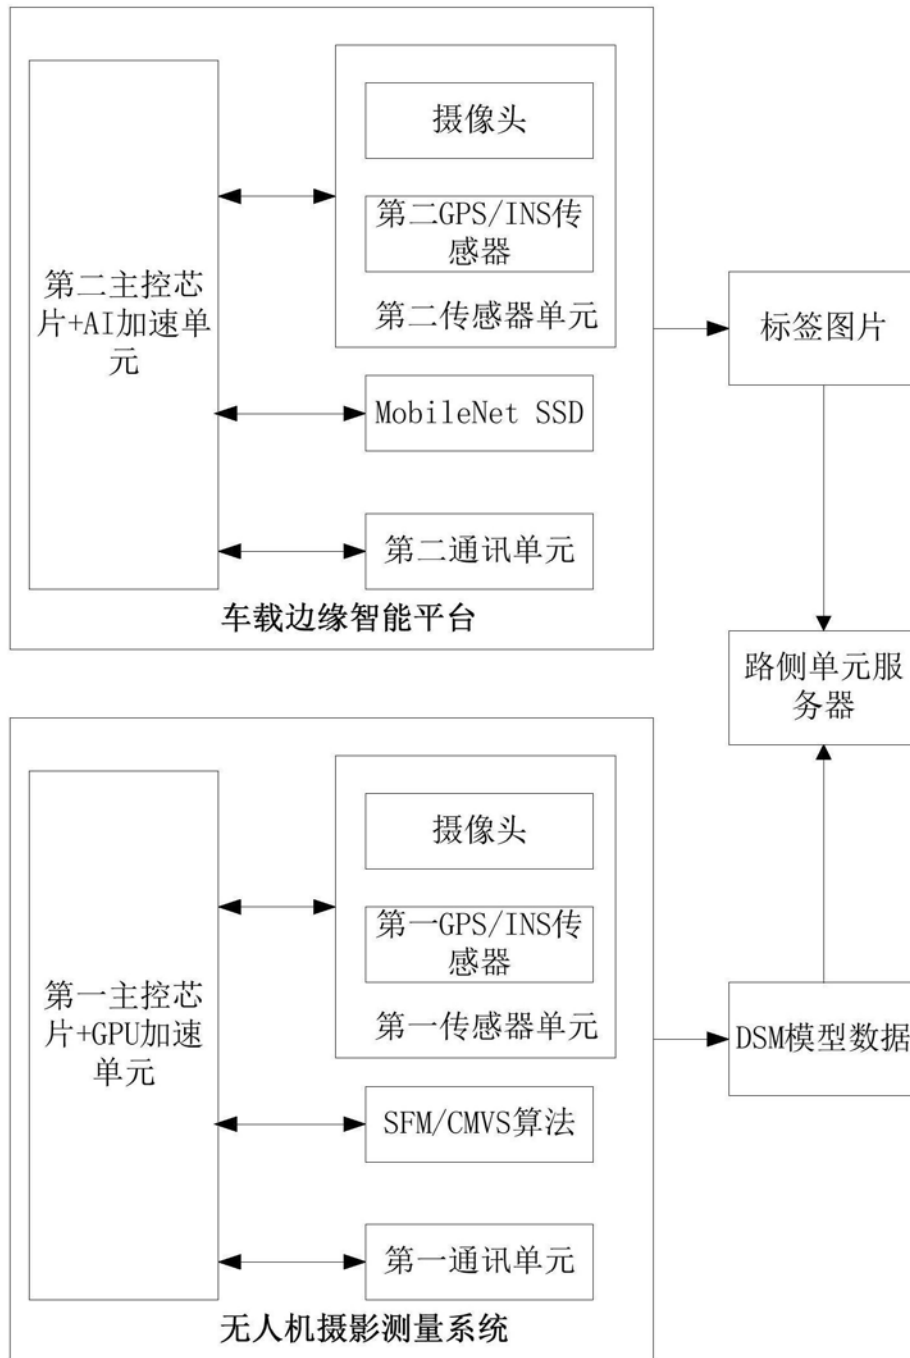 摄像头
第二GPS/INS传
感器
第二传感器单元
第二主控芯
片+AI加速单
元
MobileNet SSD
第二通讯单元
车载边缘智能平台
标签图片
路侧单元服
务器
摄像头
第一GPS/INS传
感器
第一传感器单元
第一主控芯
片+GPU加速
单元
SFM/CMVS算法
第一通讯单元
无人机摄影测量系统
DSM模型数据